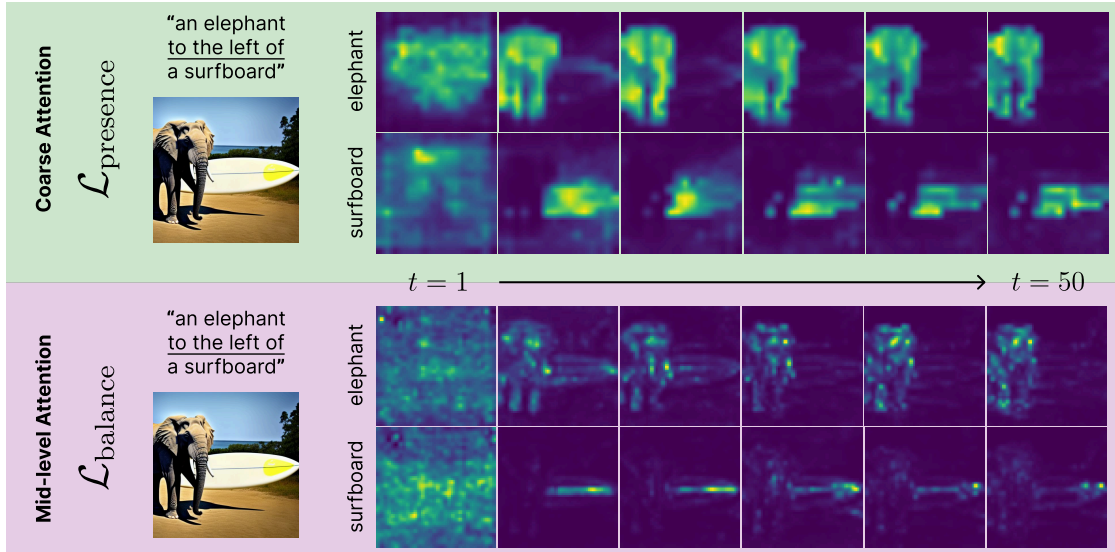 Coarse Attention
ℒpresence
“an elephant
to the left of
a surfboard”
elephant
surfboard
t = 1
t = 50
Mid-level Attention
ℒbalance
“an elephant
to the left of
a surfboard”
elephant
surfboard